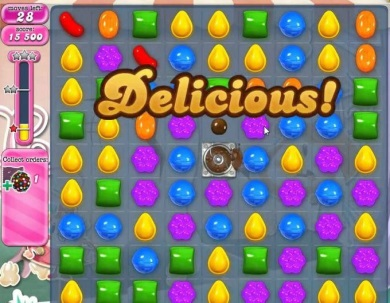 moves left:
28
score:
15 500
Delicious!
Collect orders:
1